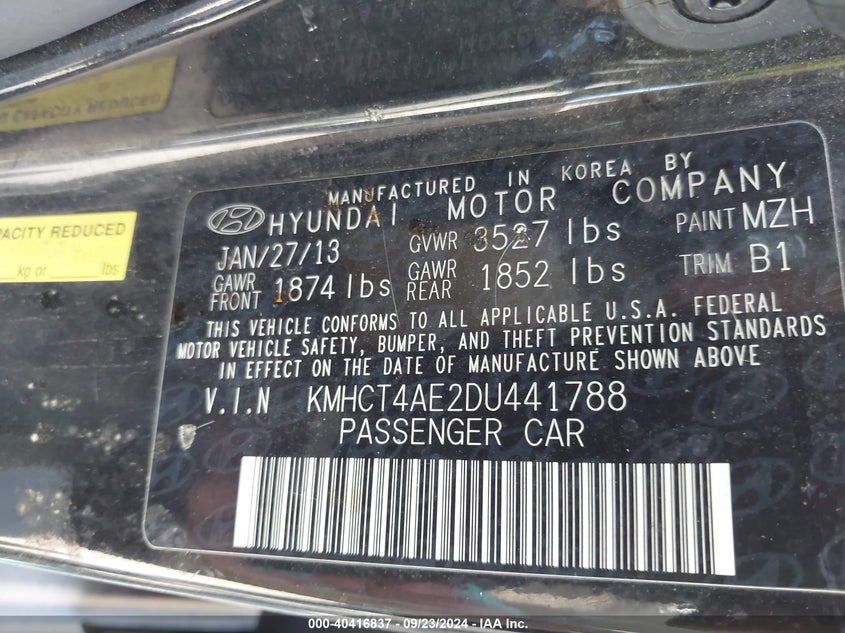 MANUFACTURED IN KOREA BY
HYUNDAI MOTOR COMPANY
JAN/27/13 GVWR 3527 lbs PAINT MZH
GAWR FRONT 1874 lbs GAWR REAR 1852 lbs TRIM B1
THIS VEHICLE CONFORMS TO ALL APPLICABLE U.S.A. FEDERAL
MOTOR VEHICLE SAFETY, BUMPER, AND THEFT PREVENTION STANDARDS
IN EFFECT ON THE DATE OF MANUFACTURE SHOWN ABOVE
V.I.N KMHCT4AE2DU441788
PASSENGER CAR
REDUCED
kg or lbs
000-40416837 - 09/23/2024 - IAA Inc.